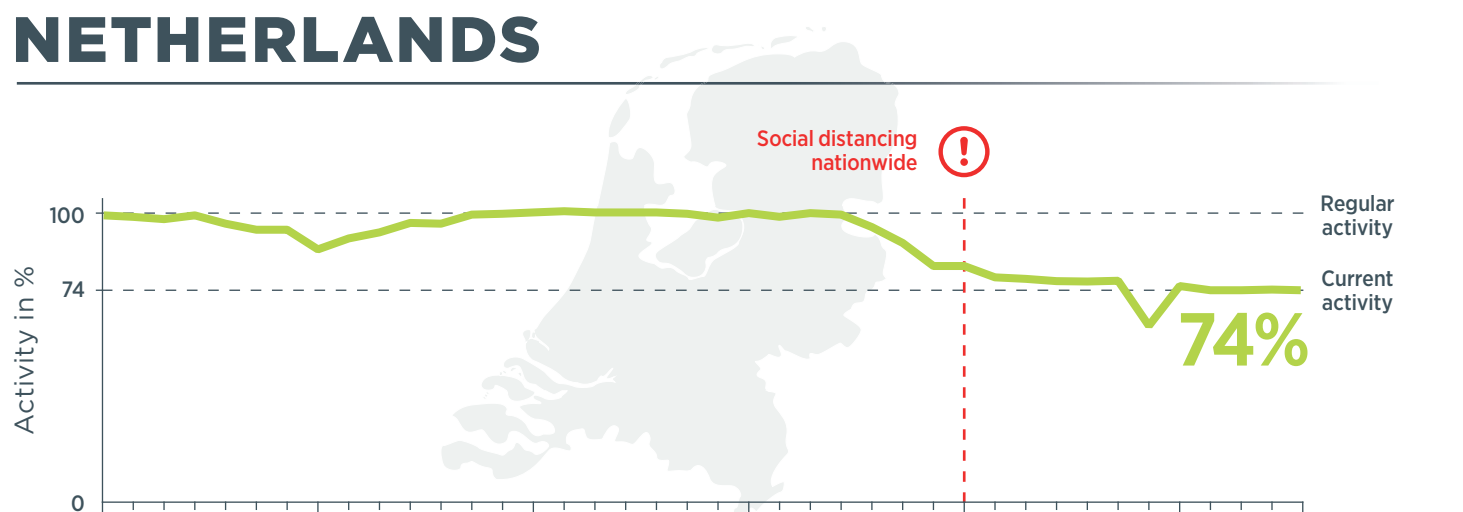 NETHERLANDS
Social distancing
nationwide
!
100
Regular
activity
74
Current
activity
74%
Activity in %
0